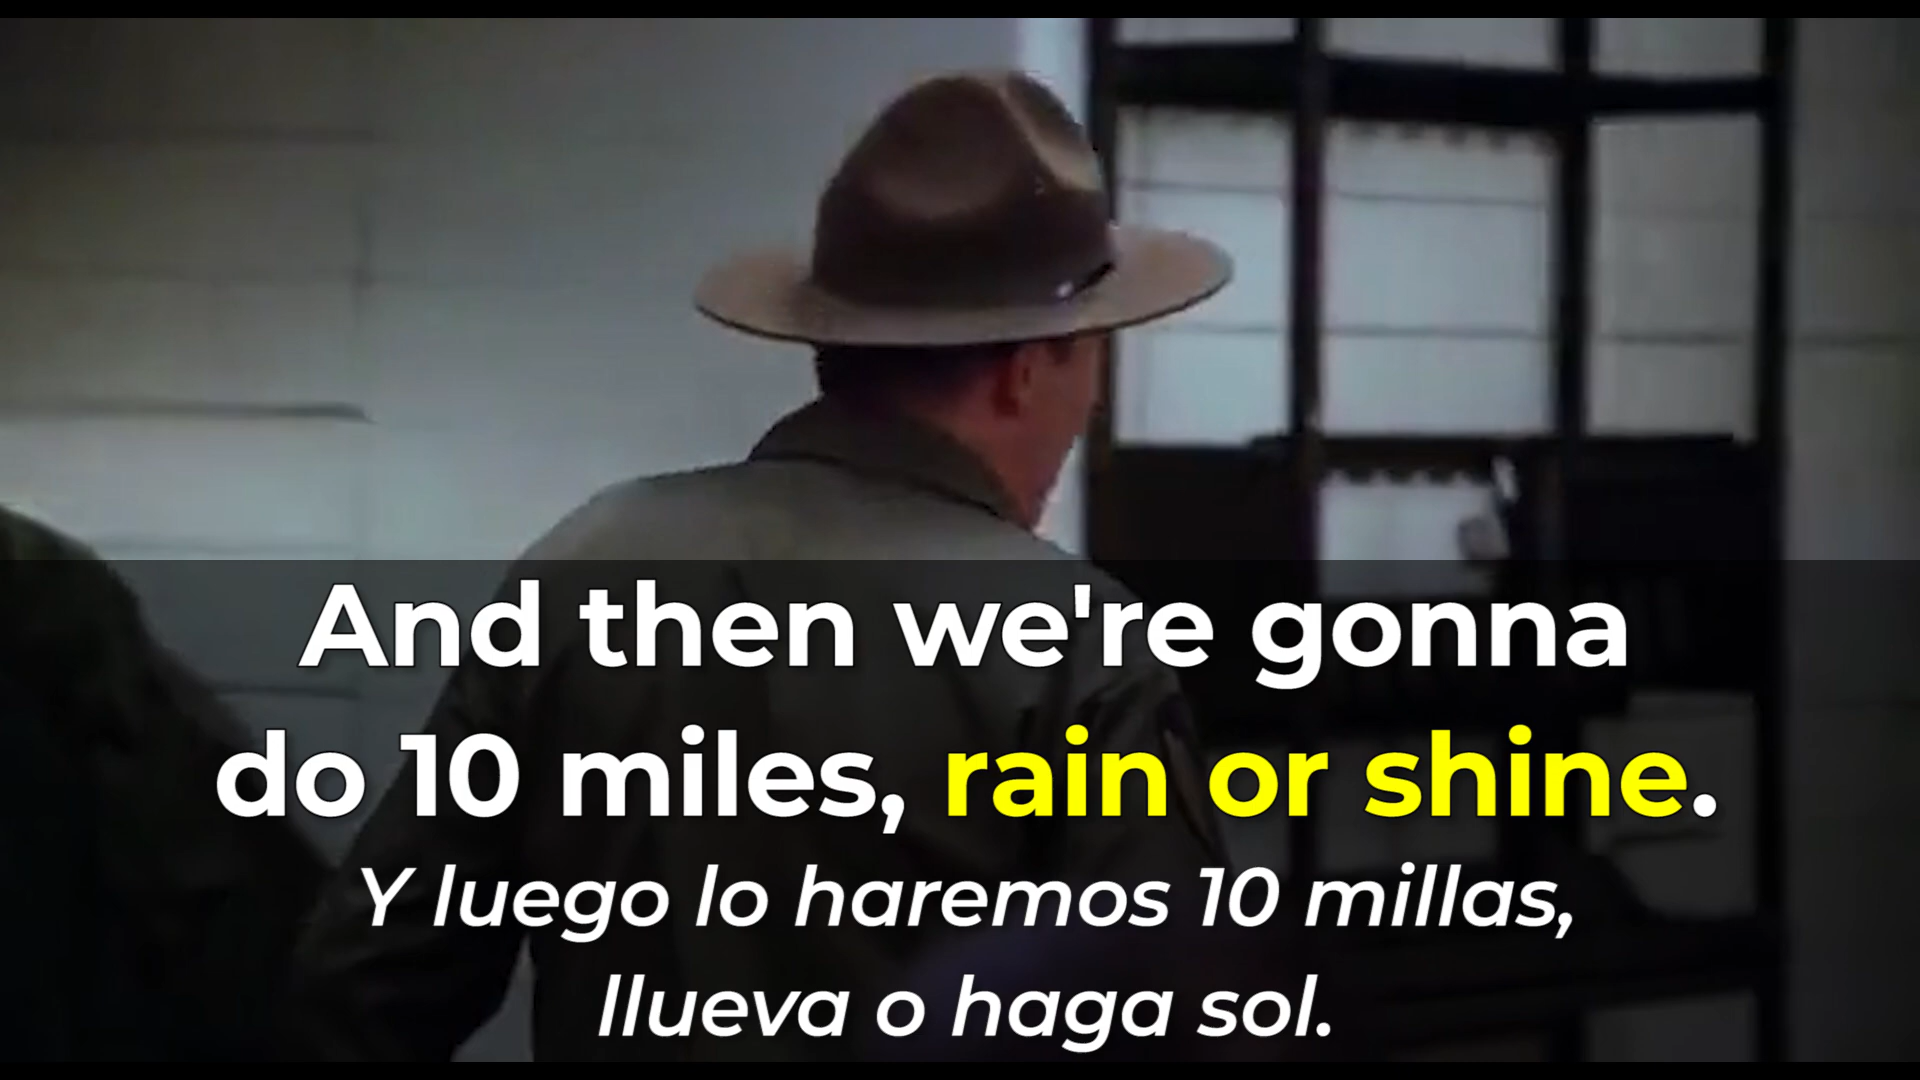 And then we're gonna
do 10 miles, rain or shine.
Y luego lo haremos 10 millas,
llueva o haga sol.